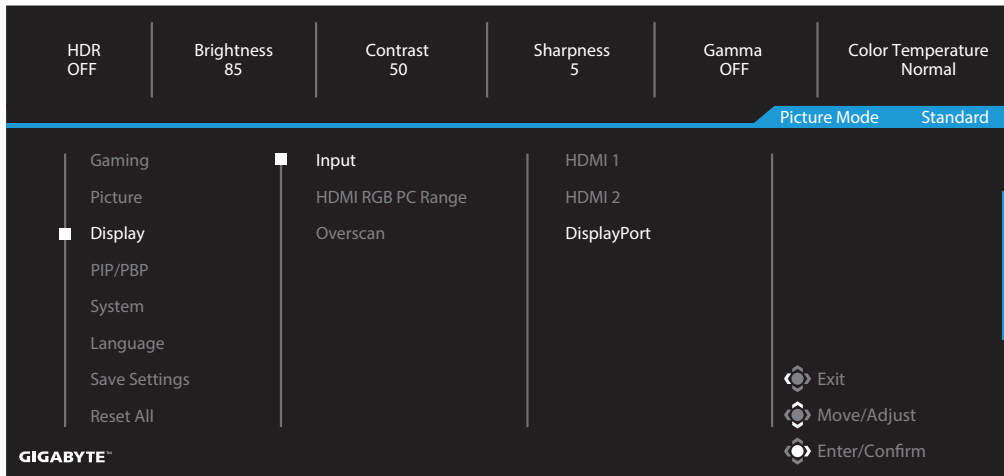 HDR
OFF
Brightness
85
Contrast
50
Sharpness
5
Gamma
OFF
Color Temperature
Normal
Picture Mode Standard
Gaming
Picture
Display
PIP/PBP
System
Language
Save Settings
Reset All
Input
HDMI RGB PC Range
Overscan
HDMI 1
HDMI 2
DisplayPort
Exit
Move/Adjust
Enter/Confirm
GIGABYTE™